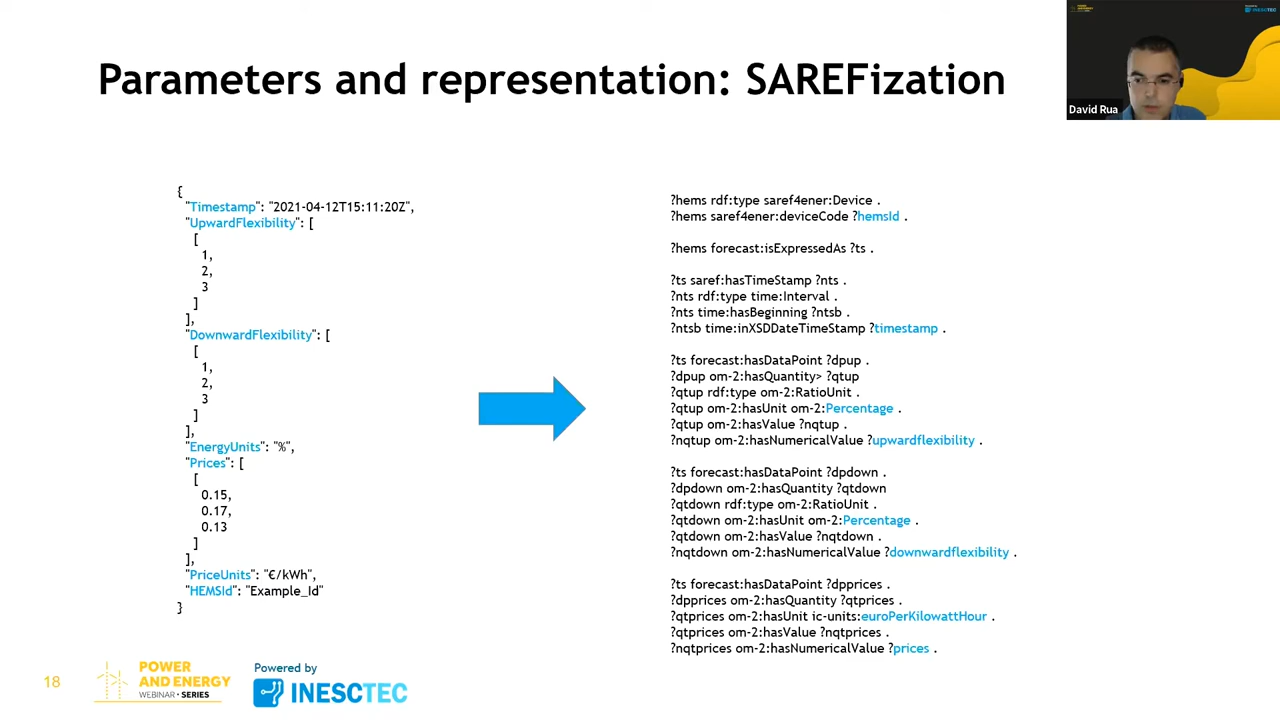 Parameters and representation: SAREFization
David Rua
{
"Timestamp": "2021-04-12T15:11:20Z",
"UpwardFlexibility": [
[
1,
2,
3
]
],
"DownwardFlexibility": [
[
1,
2,
3
]
],
"EnergyUnits": "%",
"Prices": [
[
0.15,
0.17,
0.13
]
],
"PriceUnits": "€/kWh",
"HEMSId": "Example_Id"
}
?hems rdf:type saref4ener:Device .
?hems saref4ener:deviceCode ?hemsId .
?hems forecast:isExpressedAs ?ts .
?ts saref:hasTimeStamp ?nts .
?nts rdf:type time:Interval .
?nts time:hasBeginning ?ntsb .
?ntsb time:inXSDDateTimeStamp ?timestamp .
?ts forecast:hasDataPoint ?dpup .
?dpup om-2:hasQuantity> ?qtup
?qtup rdf:type om-2:RatioUnit .
?qtup om-2:hasUnit om-2:Percentage .
?qtup om-2:hasValue ?nqtup .
?nqtup om-2:hasNumericalValue ?upwardflexibility .
?ts forecast:hasDataPoint ?dpdown .
?dpdown om-2:hasQuantity ?qtdown
?qtdown rdf:type om-2:RatioUnit .
?qtdown om-2:hasUnit om-2:Percentage .
?qtdown om-2:hasValue ?nqtdown .
?nqtdown om-2:hasNumericalValue ?downwardflexibility .
?ts forecast:hasDataPoint ?dpprices .
?dpprices om-2:hasQuantity ?qtprices .
?qtprices om-2:hasUnit ic-units:euroPerKilowattHour .
?qtprices om-2:hasValue ?nqtprices .
?nqtprices om-2:hasNumericalValue ?prices .
18
POWER
AND ENERGY
WEBINAR • SERIES
Powered by
INESCTEC
INESCTEC